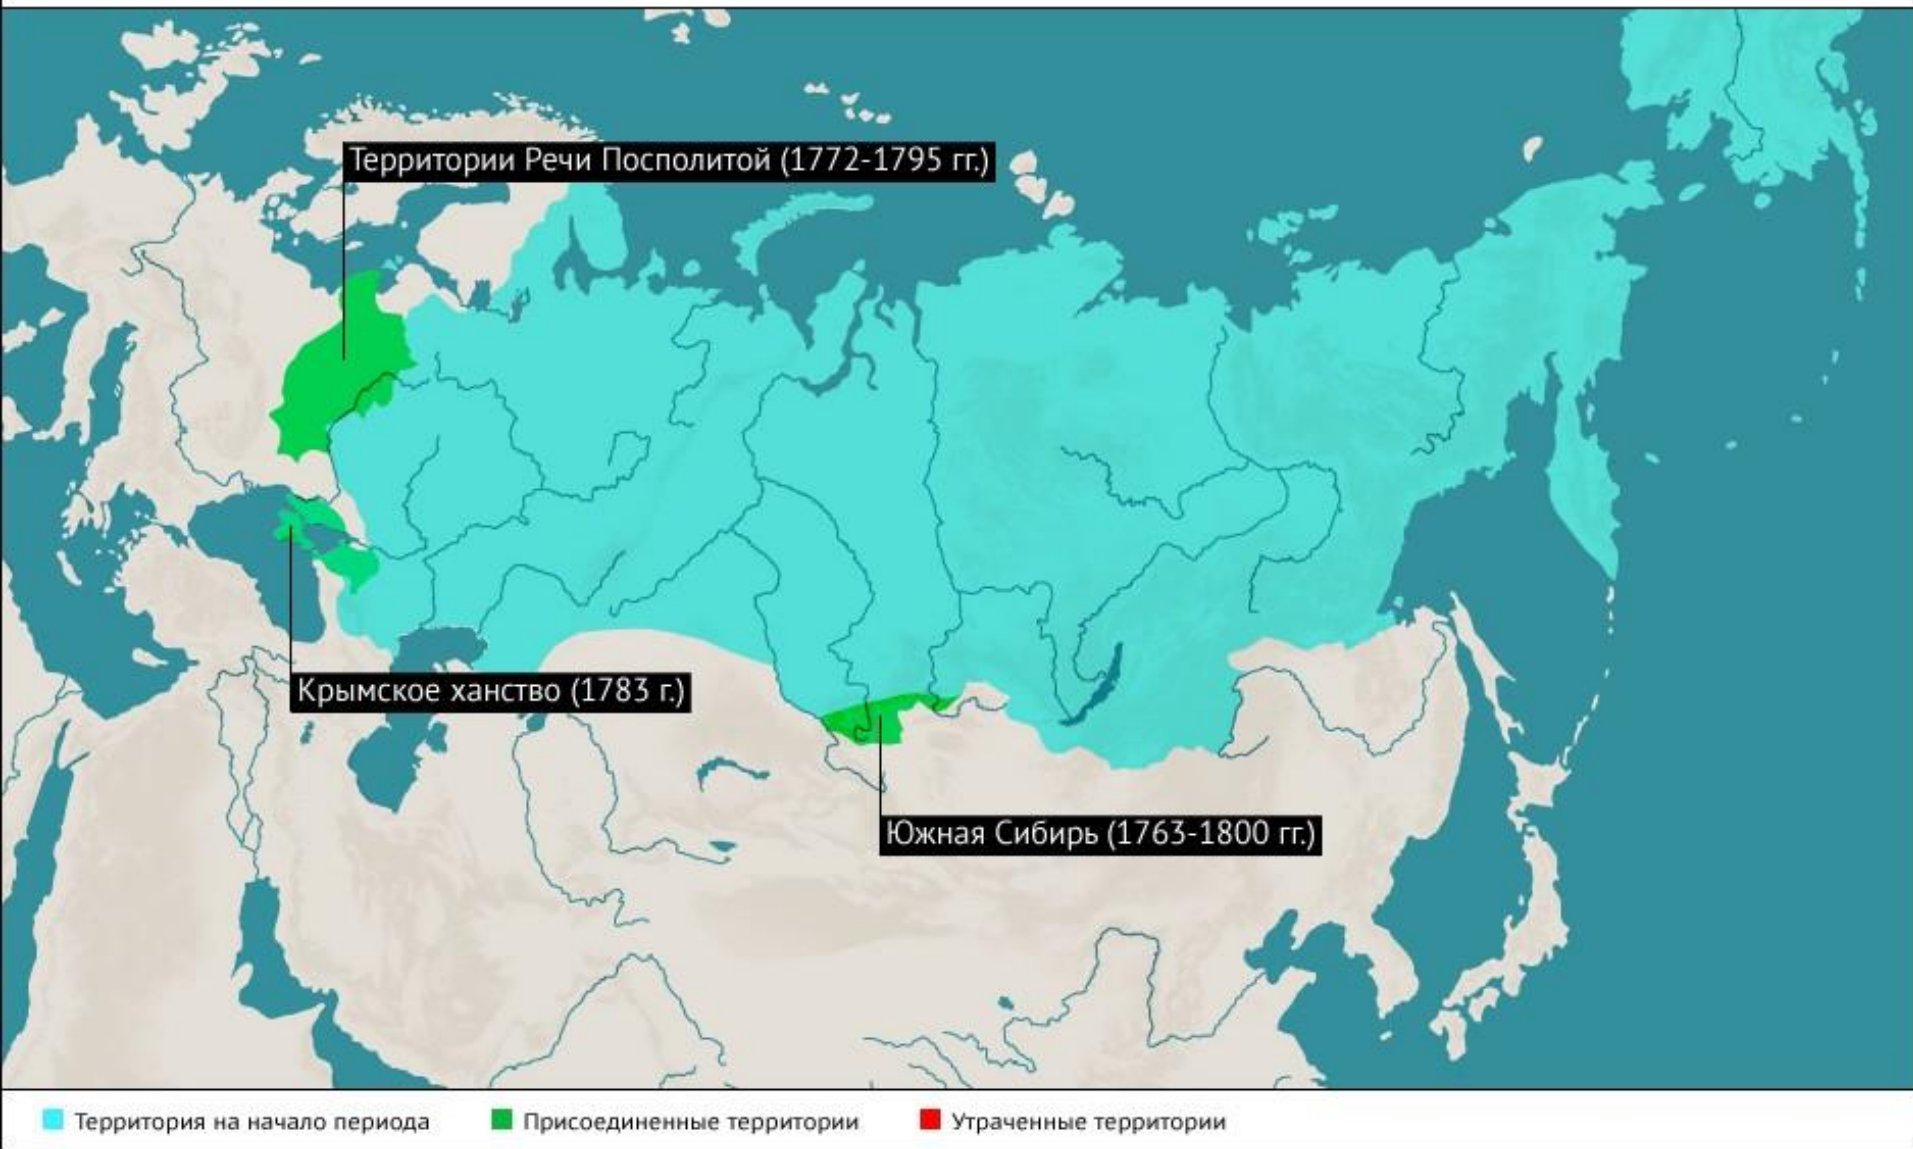 Территории Речи Посполитой (1772-1795 гг.)
Крымское ханство (1783 г.)
Южная Сибирь (1763-1800 гг.)
Территория на начало периода
Присоединенные территории
Утраченные территории